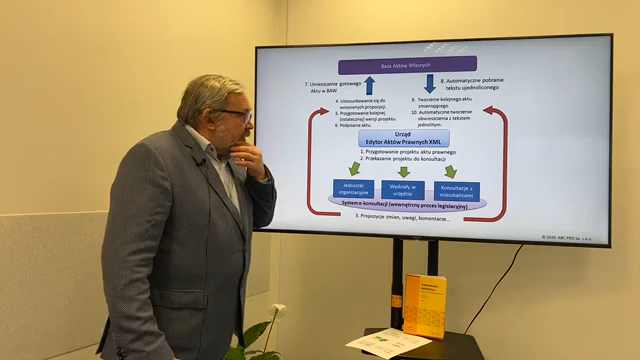 Baza Aktów Własnych
7. Umieszczenie gotowego
Aktu w BAW
8. Automatyczne pobranie
tekstu ujednoliconego
4. Ustosunkowanie się do
wniesionych propozycji.
5. Przygotowanie kolejnej
(ostatecznej) wersji projektu.
6. Podpisanie aktu.
9. Tworzenie kolejnego aktu
zmieniającego.
10. Automatyczne tworzenie
obwieszczenia z tekstem
jednolitym.
Urząd
Edytor Aktów Prawnych XML
1. Przygotowanie projektu aktu prawnego
2. Przekazanie projektu do konsultacji
Jednostki
organizacyjne
Wydziały w
urzędzie
Konsultacje z
mieszkańcami
System e-konsultacji (wewnętrzny proces legislacyjny)
3. Propozycje zmian, uwagi, komentarze...
© 2020, ABC PRO Sp. z o.o.